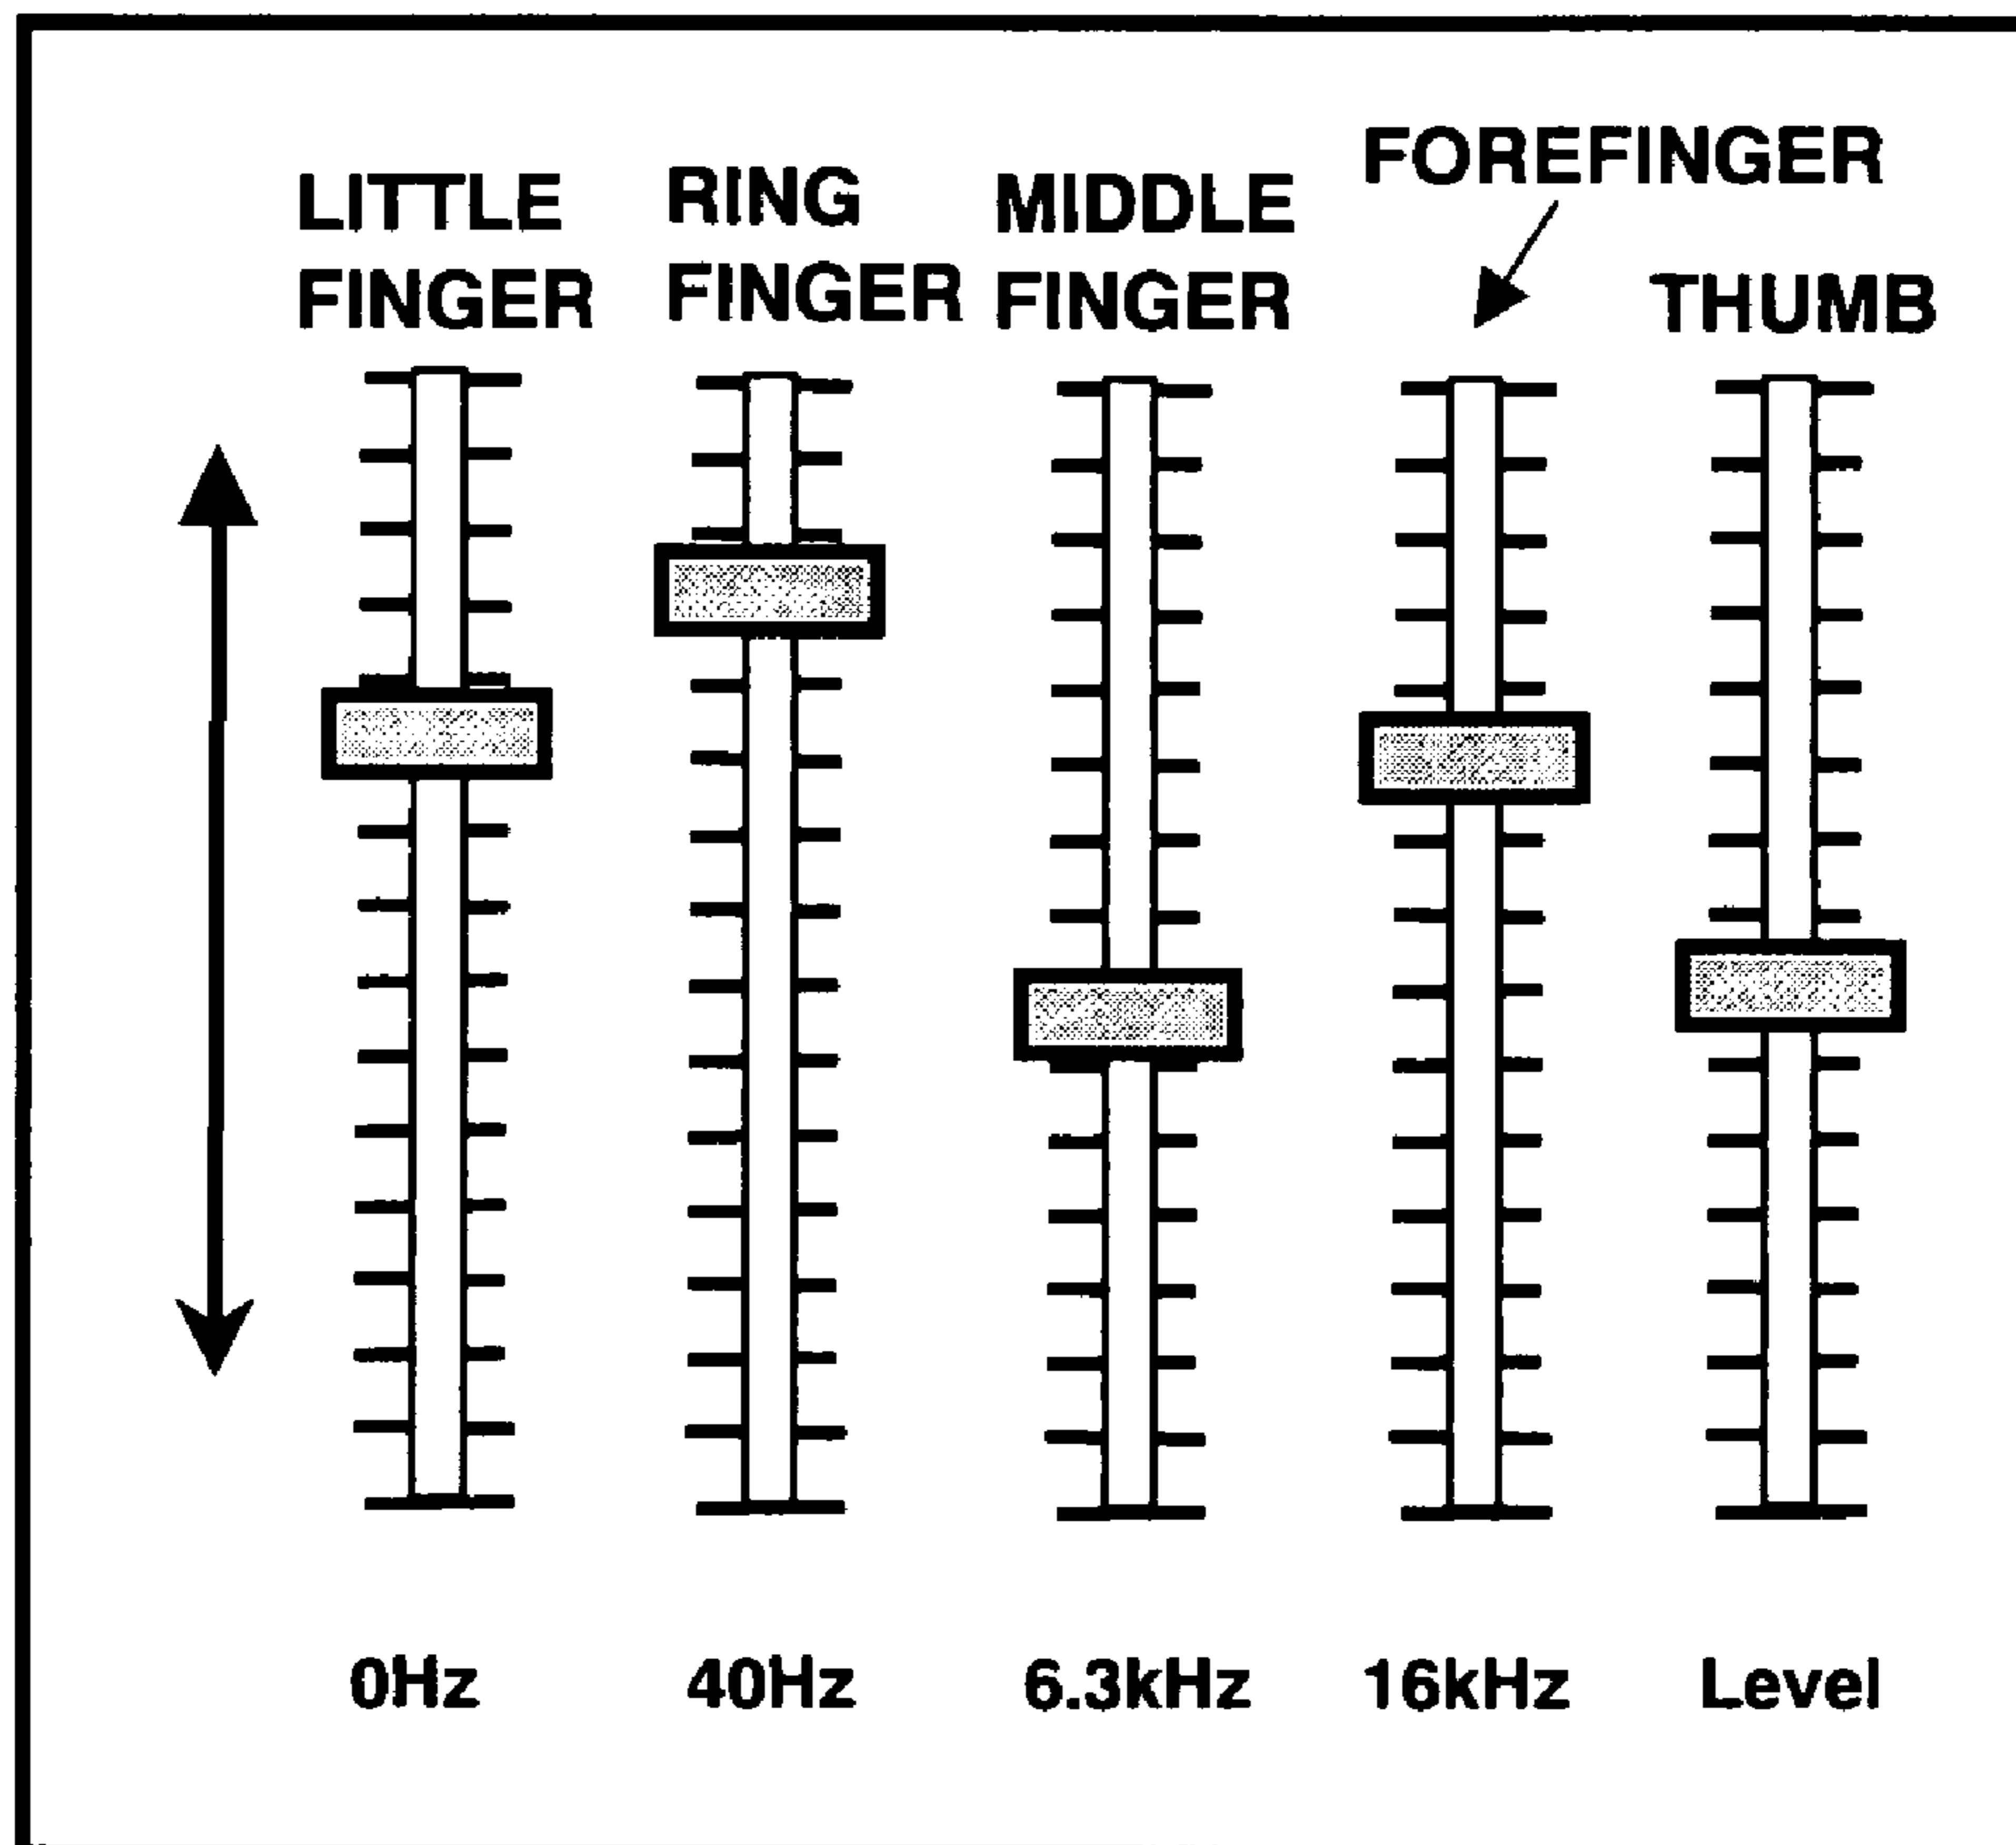 LITTLE
FINGER
RING
FINGER
MIDDLE
FINGER
FOREFINGER
THUMB
0Hz
40Hz
6.3kHz
16kHz
Level